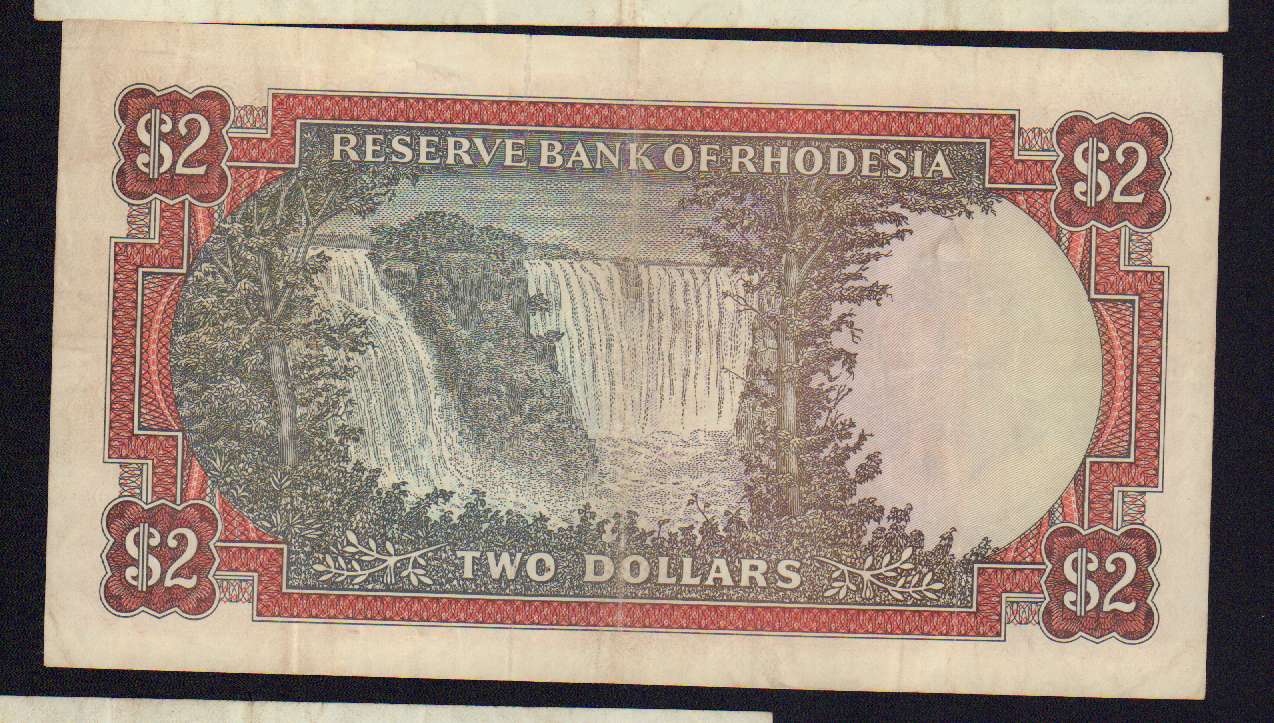 $2 $2
RESERVE BANK OF RHODESIA
TWO DOLLARS
$2 $2